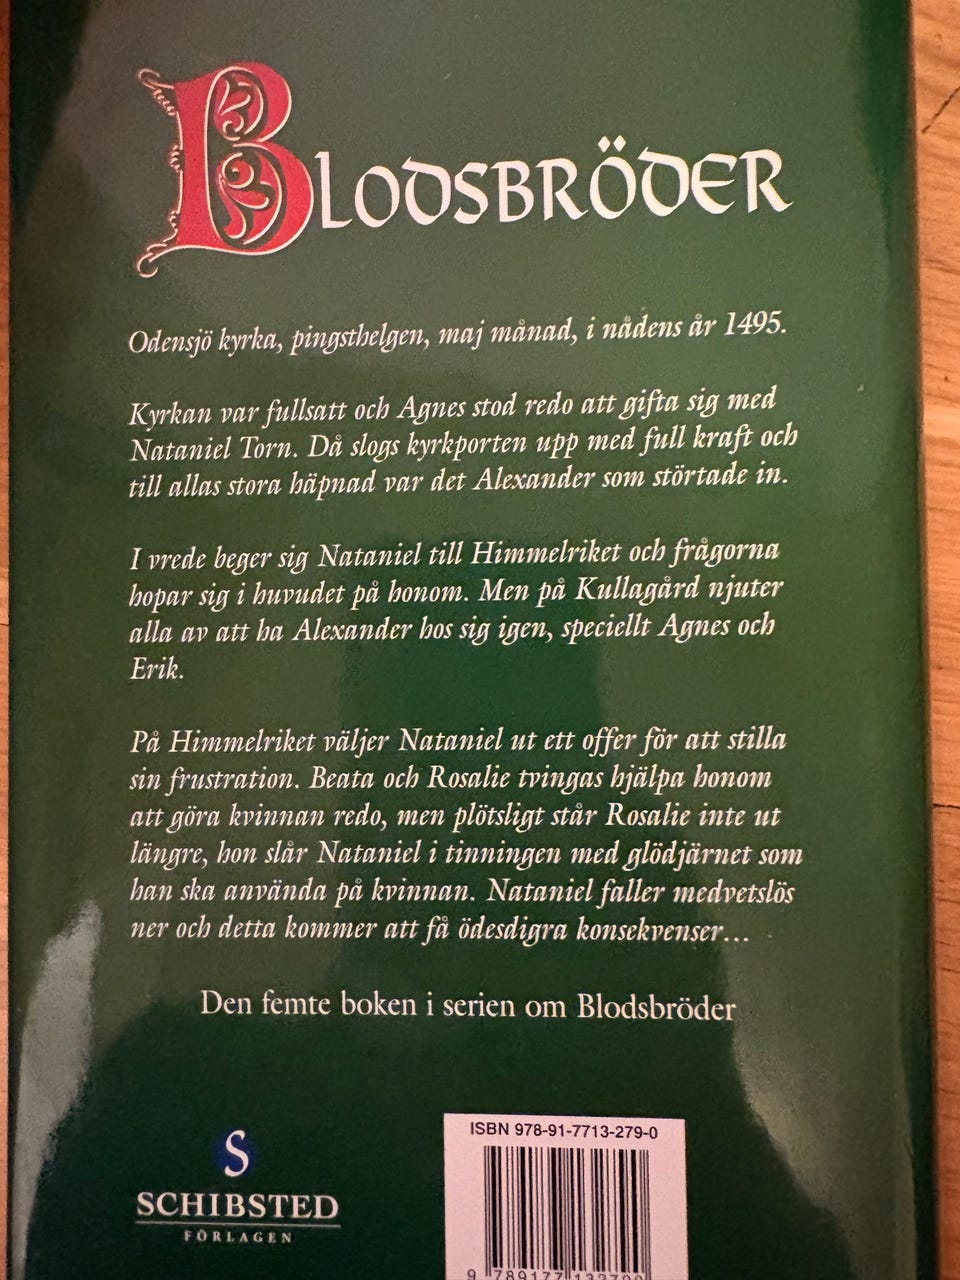 BLODSBRÖDER
Odensjö kyrka, pingsthelgen, maj månad, i nådens år 1495.
Kyrkan var fullsatt och Agnes stod redo att gifta sig med
Nataniel Torn. Då slogs kyrkporten upp med full kraft och
till allas stora häpnad var det Alexander som störtade in.
I vrede beger sig Nataniel till Himmelriket och frågorna
hopar sig i huvudet på honom. Men på Kullagård njuter
alla av att ha Alexander hos sig igen, speciellt Agnes och
Erik.
På Himmelriket väljer Nataniel ut ett offer för att stilla
sin frustration. Beata och Rosalie tvingas hjälpa honom
att göra kvinnan redo, men plötsligt står Rosalie inte ut
längre, hon slår Nataniel i tinningen med glödjärnet som
han ska använda på kvinnan. Nataniel faller medvetslös
ner och detta kommer att få ödesdigra konsekvenser...
Den femte boken i serien om Blodsbröder
S
SCHIBSTED
FÖRLAGEN
ISBN 978-91-7713-279-0
9 789177 132790